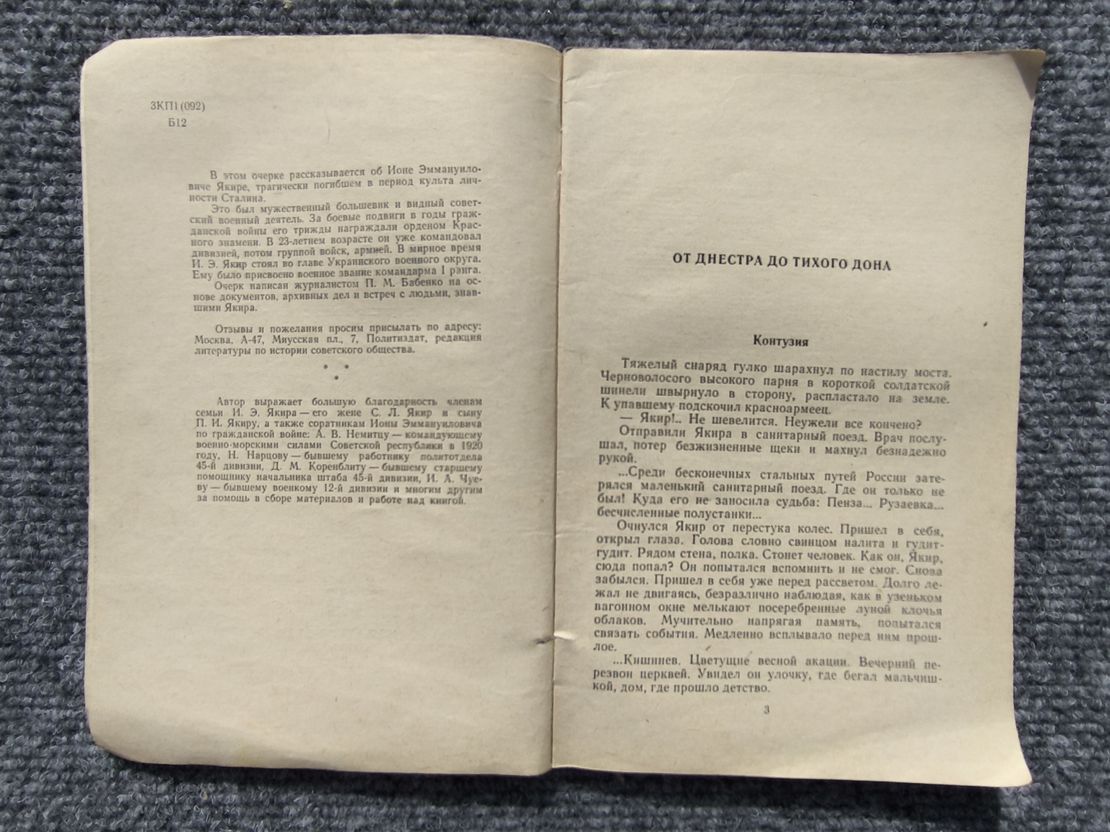 3КП1(092)
Б12
В этом очерке рассказывается об Ионе Эммануило-
виче Якире, трагически погибшем в период культа лич-
ности Сталина.
Это был мужественный большевик и видный совет-
ский военный деятель. За боевые подвиги в годы граж-
данской войны его трижды награждали орденом Крас-
ного знамени. В 23-летнем возрасте он уже командовал
дивизией, потом группой войск, армией. В мирное время
И. Э. Якир стоял во главе Украинского военного округа.
Ему было присвоено военное звание командарма I рэнга.
Очерк написан журналистом П. М. Бабенко на ос-
нове документов, архивных дел и встреч с людьми, знав-
шими Якира.
Отзывы и пожелания просим присылать по адресу:
Москва, А-47, Миусская пл., 7, Политиздат, редакция
литературы по истории советского общества.
* *
*
Автор выражает большую благодарность членам
семьи И. Э. Якира — его жене С. Л. Якир и сыну
П. И. Якиру, а также соратникам Ионы Эммануиловича
по гражданской войне: А. В. Немитцу — командующему
военно-морскими силами Советской республики в 1920
году, Н. Нарцову — бывшему работнику политотдела
45-й дивизии, Д. М. Коренблиту — бывшему старшему
помощнику начальника штаба 45-й дивизии, И. А. Чуе-
ву — бывшему военкому 12-й дивизии и многим другим
за помощь в сборе материалов и работе над книгой.
ОТ ДНЕСТРА ДО ТИХОГО ДОНА
Контузия
Тяжелый снаряд гулко шарахнул по настилу моста.
Черноволосого высокого парня в короткой солдатской
шинели швырнуло в сторону, распластало на земле.
К упавшему подскочил красноармеец.
— Якир!.. Не шевелится. Неужели все кончено?
Отправили Якира в санитарный поезд. Врач послу-
шал, потер безжизненные щеки и махнул безнадежно
рукой.
...Среди бесконечных стальных путей России зате-
рялся маленький санитарный поезд. Где он только не
был! Куда его не заносила судьба: Пенза... Рузаевка...
бесчисленные полустанки...
Очнулся Якир от перестука колес. Пришел в себя,
открыл глаза. Голова словно свинцом налита и гудит-
гудит. Рядом стена, полка. Стонет человек. Как он, Якир,
сюда попал? Он попытался вспомнить и не смог. Снова
забылся. Пришел в себя уже перед рассветом. Долго ле-
жал не двигаясь, безразлично наблюдая, как в узеньком
вагонном окне мелькают посеребренные луной клочья
облаков. Мучительно напрягая память, попытался
связать события. Медленно всплывало перед ним прош-
лое.
...Кишинев. Цветущие весной акации. Вечерний пе-
резвон церквей. Увидел он улочку, где бегал мальчиш-
кой, дом, где прошло детство.
3